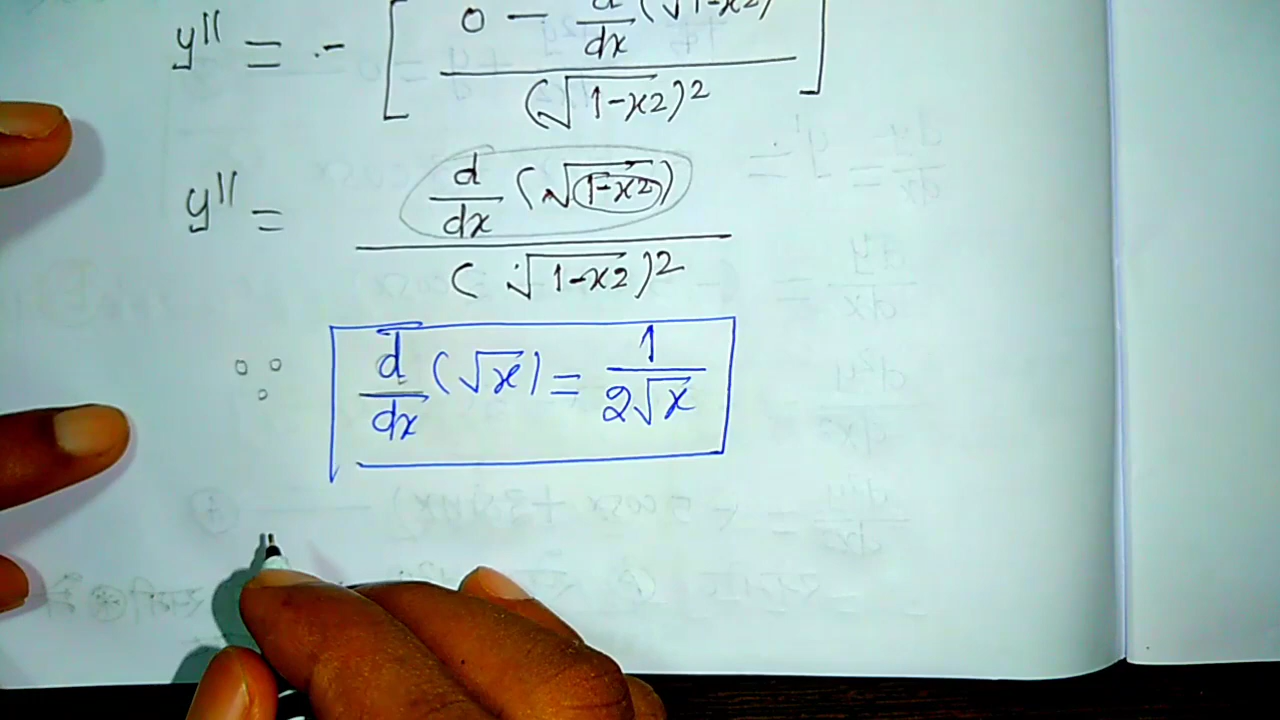 y'' = - [ 0 - d/dx (√1-x2) / (√1-x2)2 ]
y'' = d/dx (√1-x2) / (√1-x2)2
∵ d/dx (√x) = 1 / 2√x